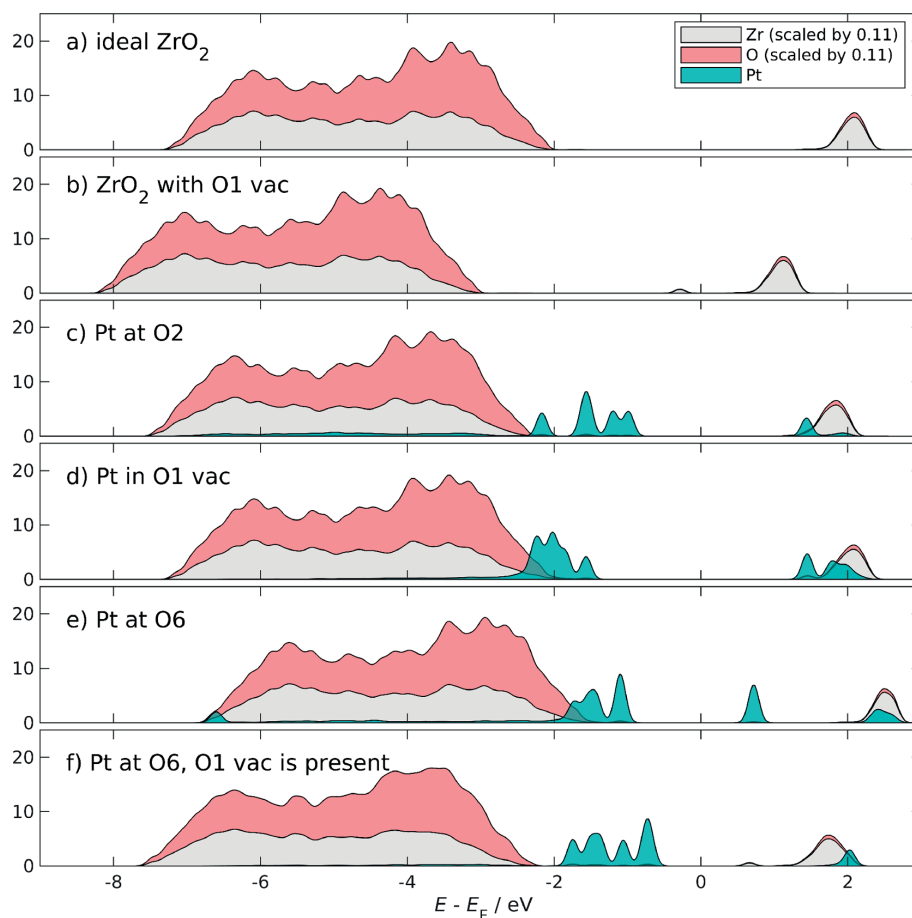 a) ideal ZrO2
Zr (scaled by 0.11)
O (scaled by 0.11)
Pt
20
10
0
b) ZrO2 with O1 vac
20
10
0
c) Pt at O2
20
10
0
d) Pt in O1 vac
20
10
0
e) Pt at O6
20
10
0
f) Pt at O6, O1 vac is present
20
10
0
-8 -6 -4 -2 0 2
E - EF / eV